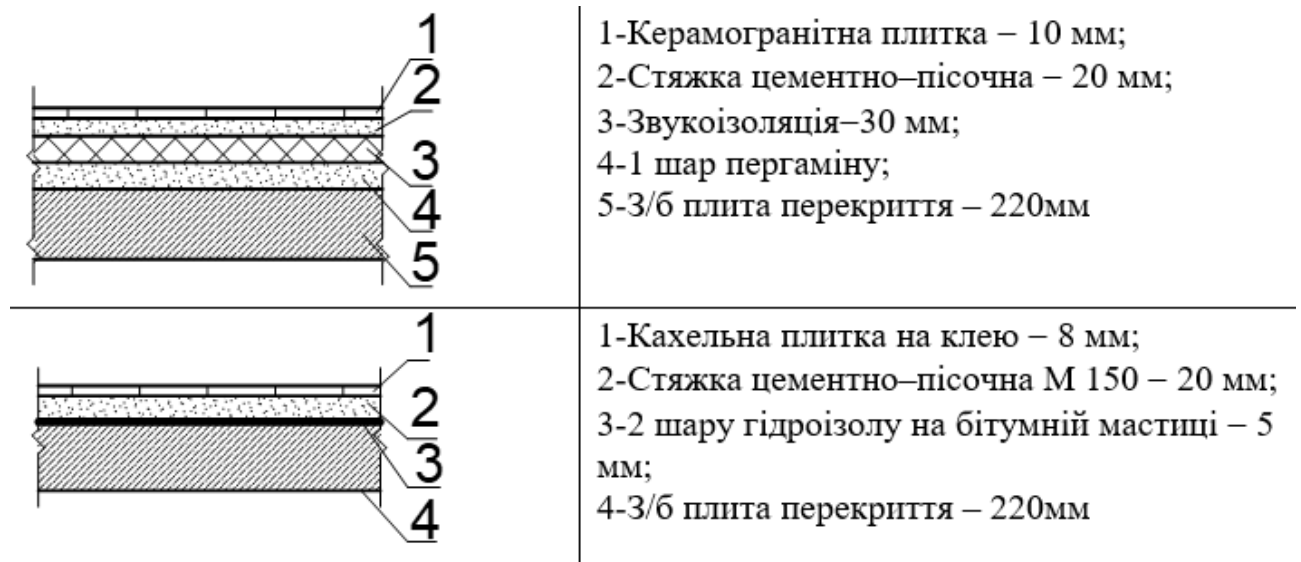 1
2
3
4
5
1-Керамогранітна плитка – 10 мм;
2-Стяжка цементно–пісочна – 20 мм;
3-Звукоізоляція–30 мм;
4-1 шар пергаміну;
5-З/б плита перекриття – 220мм
1
2
3
4
1-Кахельна плитка на клею – 8 мм;
2-Стяжка цементно–пісочна М 150 – 20 мм;
3-2 шару гідроізолу на бітумній мастиці – 5
мм;
4-З/б плита перекриття – 220мм